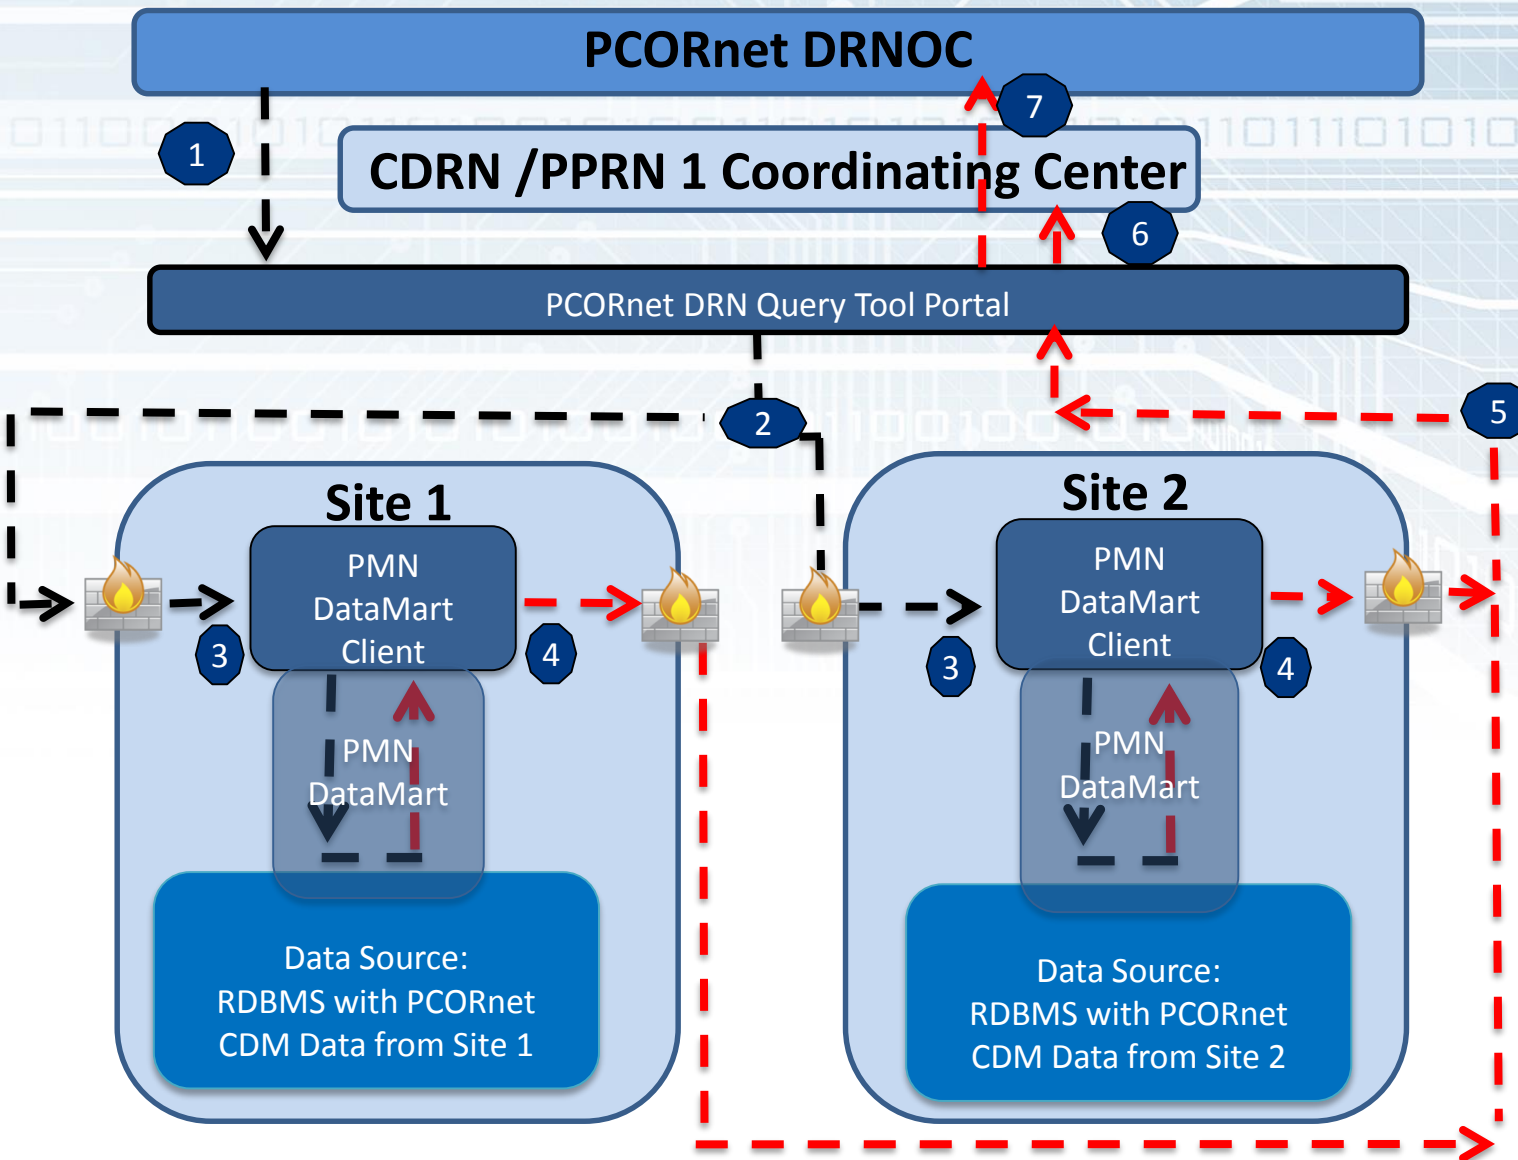 PCORnet DRNOC
7
1
CDRN /PPRN 1 Coordinating Center
6
PCORnet DRN Query Tool Portal
2
5
Site 1
PMN
DataMart
Client
3
4
PMN
DataMart
Data Source:
RDBMS with PCORnet
CDM Data from Site 1
Site 2
PMN
DataMart
Client
3
4
PMN
DataMart
Data Source:
RDBMS with PCORnet
CDM Data from Site 2